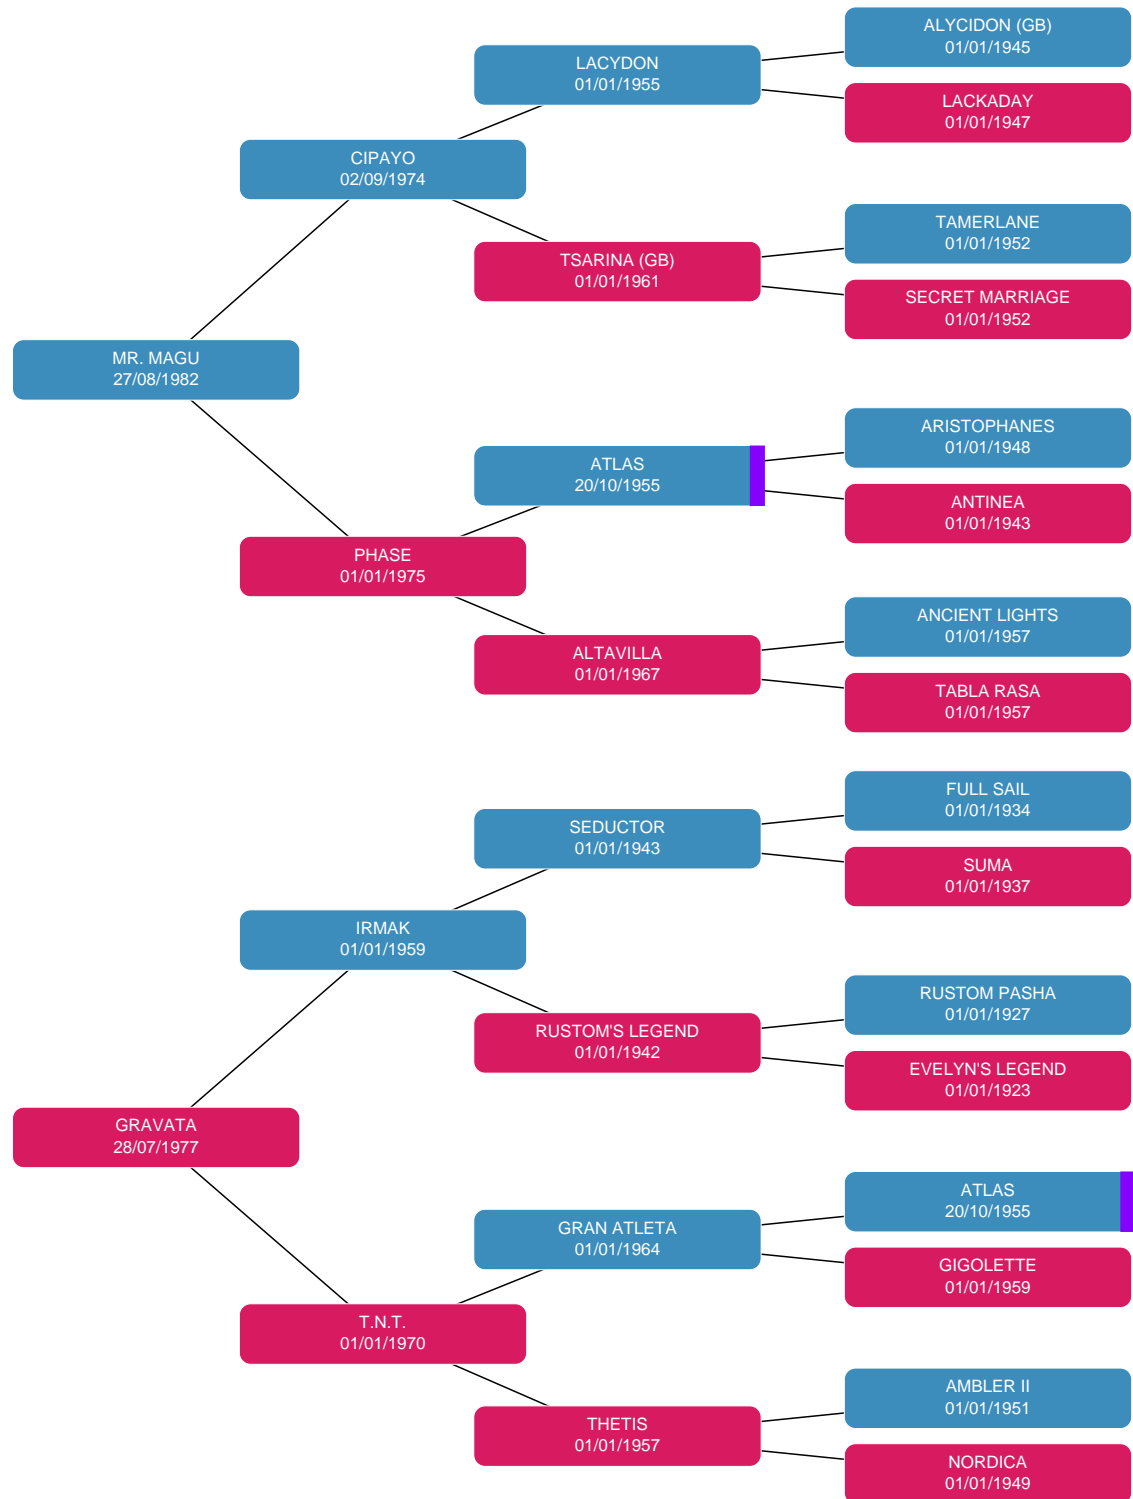 ALYCIDON (GB)
01/01/1945
LACYDON
01/01/1955
LACKADAY
01/01/1947
CIPAYO
02/09/1974
TAMERLANE
01/01/1952
TSARINA (GB)
01/01/1961
SECRET MARRIAGE
01/01/1952
MR. MAGU
27/08/1982
ARISTOPHANES
01/01/1948
ATLAS
20/10/1955
ANTINEA
01/01/1943
PHASE
01/01/1975
ANCIENT LIGHTS
01/01/1957
ALTAVILLA
01/01/1967
TABLA RASA
01/01/1957
FULL SAIL
01/01/1934
SEDUCTOR
01/01/1943
SUMA
01/01/1937
IRMAK
01/01/1959
RUSTOM PASHA
01/01/1927
RUSTOM'S LEGEND
01/01/1942
EVELYN'S LEGEND
01/01/1923
GRAVATA
28/07/1977
ATLAS
20/10/1955
GRAN ATLETA
01/01/1964
GIGOLETTE
01/01/1959
T.N.T.
01/01/1970
AMBLER II
01/01/1951
THETIS
01/01/1957
NORDICA
01/01/1949